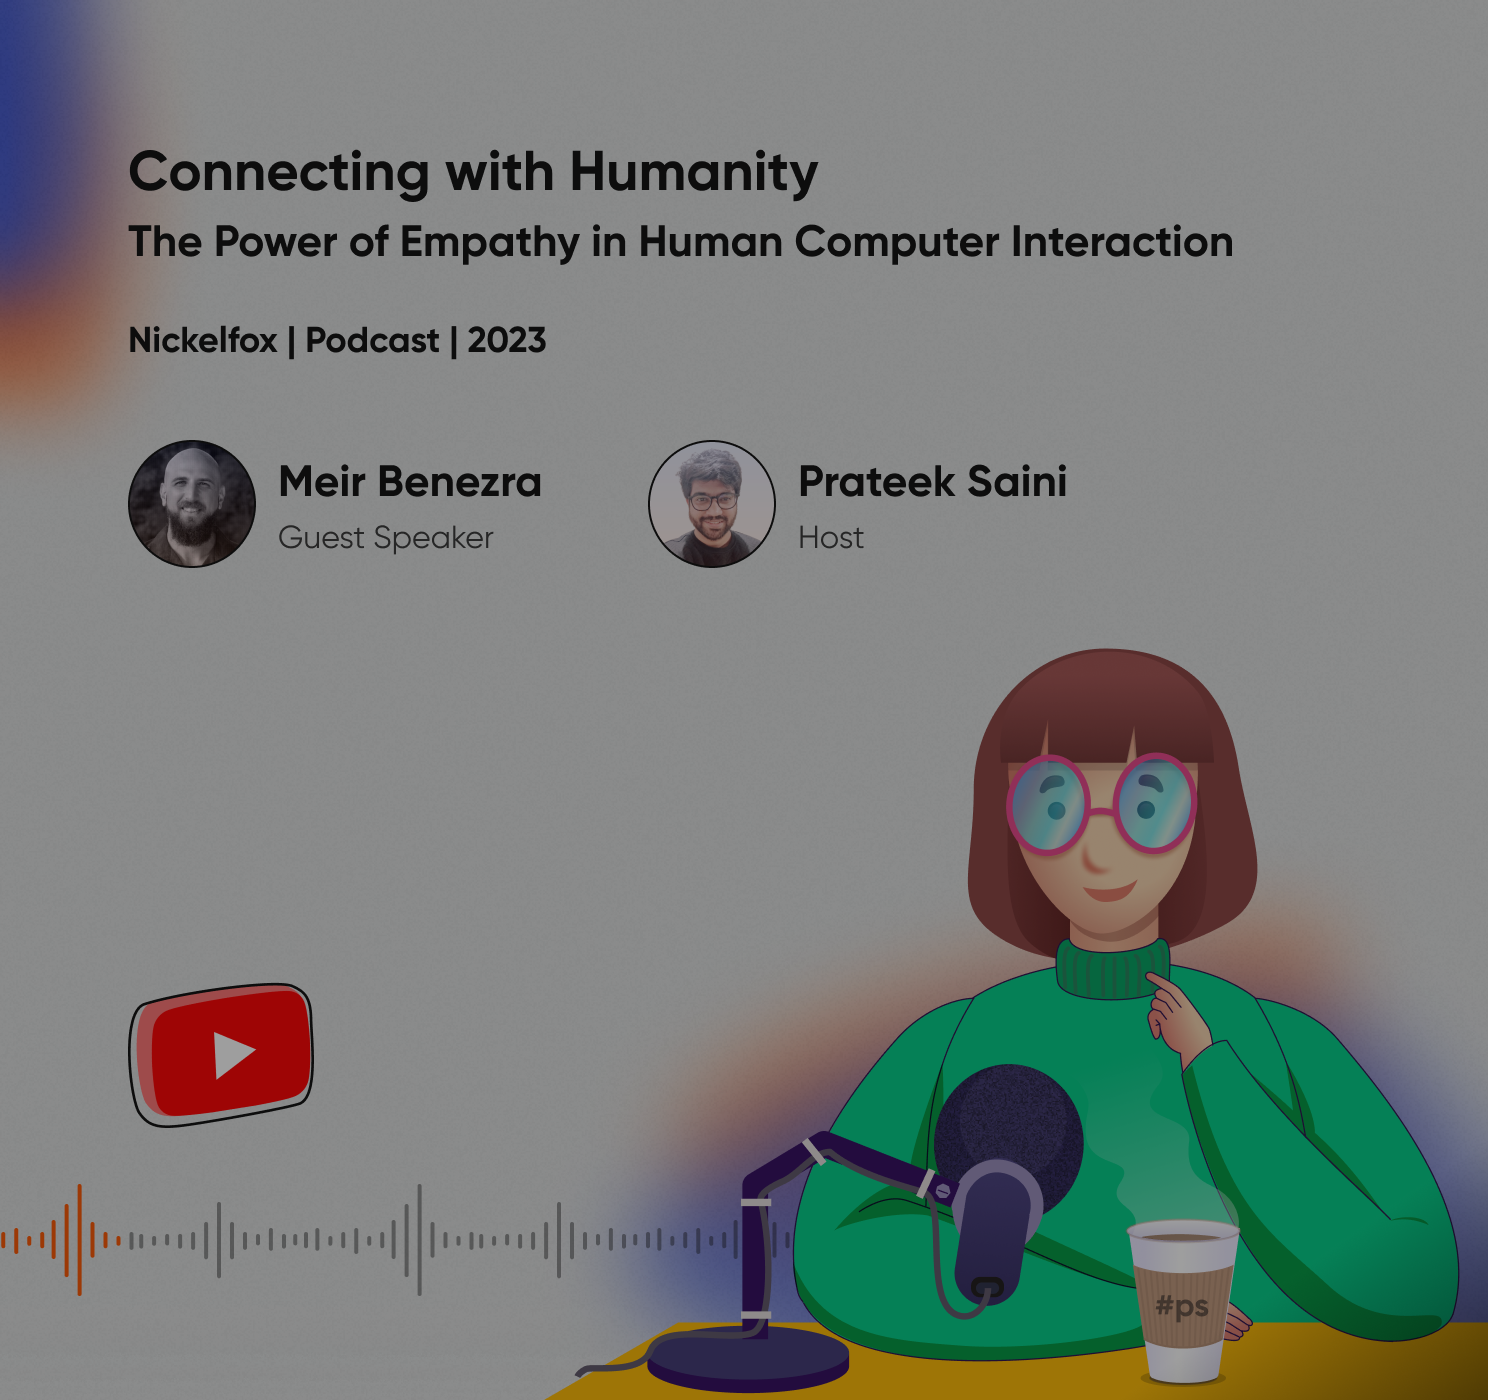 Connecting with Humanity
The Power of Empathy in Human Computer Interaction
Nickelfox | Podcast | 2023
Meir Benezra
Guest Speaker
Prateek Saini
Host
#ps